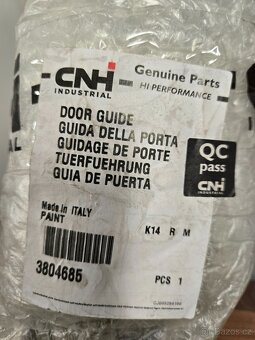 CNH
INDUSTRIAL
Genuine Parts
HI PERFORMANCE
DOOR GUIDE
GUIDA DELLA PORTA
GUIDAGE DE PORTE
TUERFUEHRUNG
GUIA DE PUERTA
QC
pass
CNH
INDUSTRIAL
Made in ITALY
PAINT
K14 R M
3804685
PCS 1